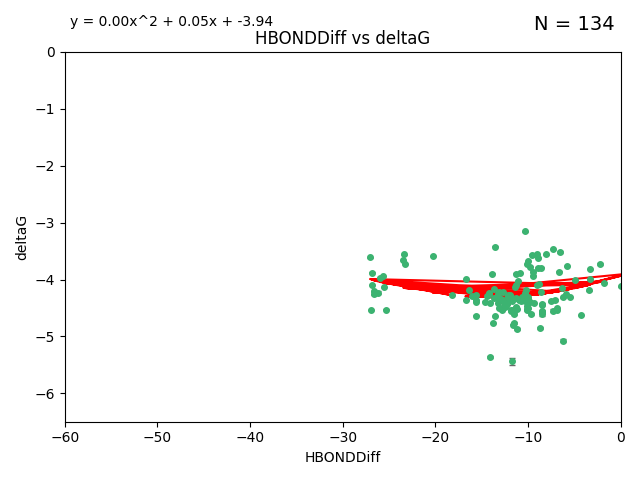 y = 0.00x^2 + 0.05x + -3.94
N = 134
HBONDDiff vs deltaG
0
−1
−2
−3
−4
−5
−6
deltaG
−60
−50
−40
−30
−20
−10
0
HBONDDiff